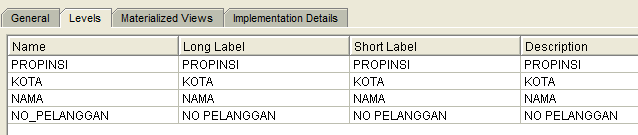 General Levels Materialized Views Implementation Details
Name Long Label Short Label Description
PROPINSI PROPINSI PROPINSI PROPINSI
KOTA KOTA KOTA KOTA
NAMA NAMA NAMA NAMA
NO_PELANGGAN NO PELANGGAN NO PELANGGAN NO PELANGGAN